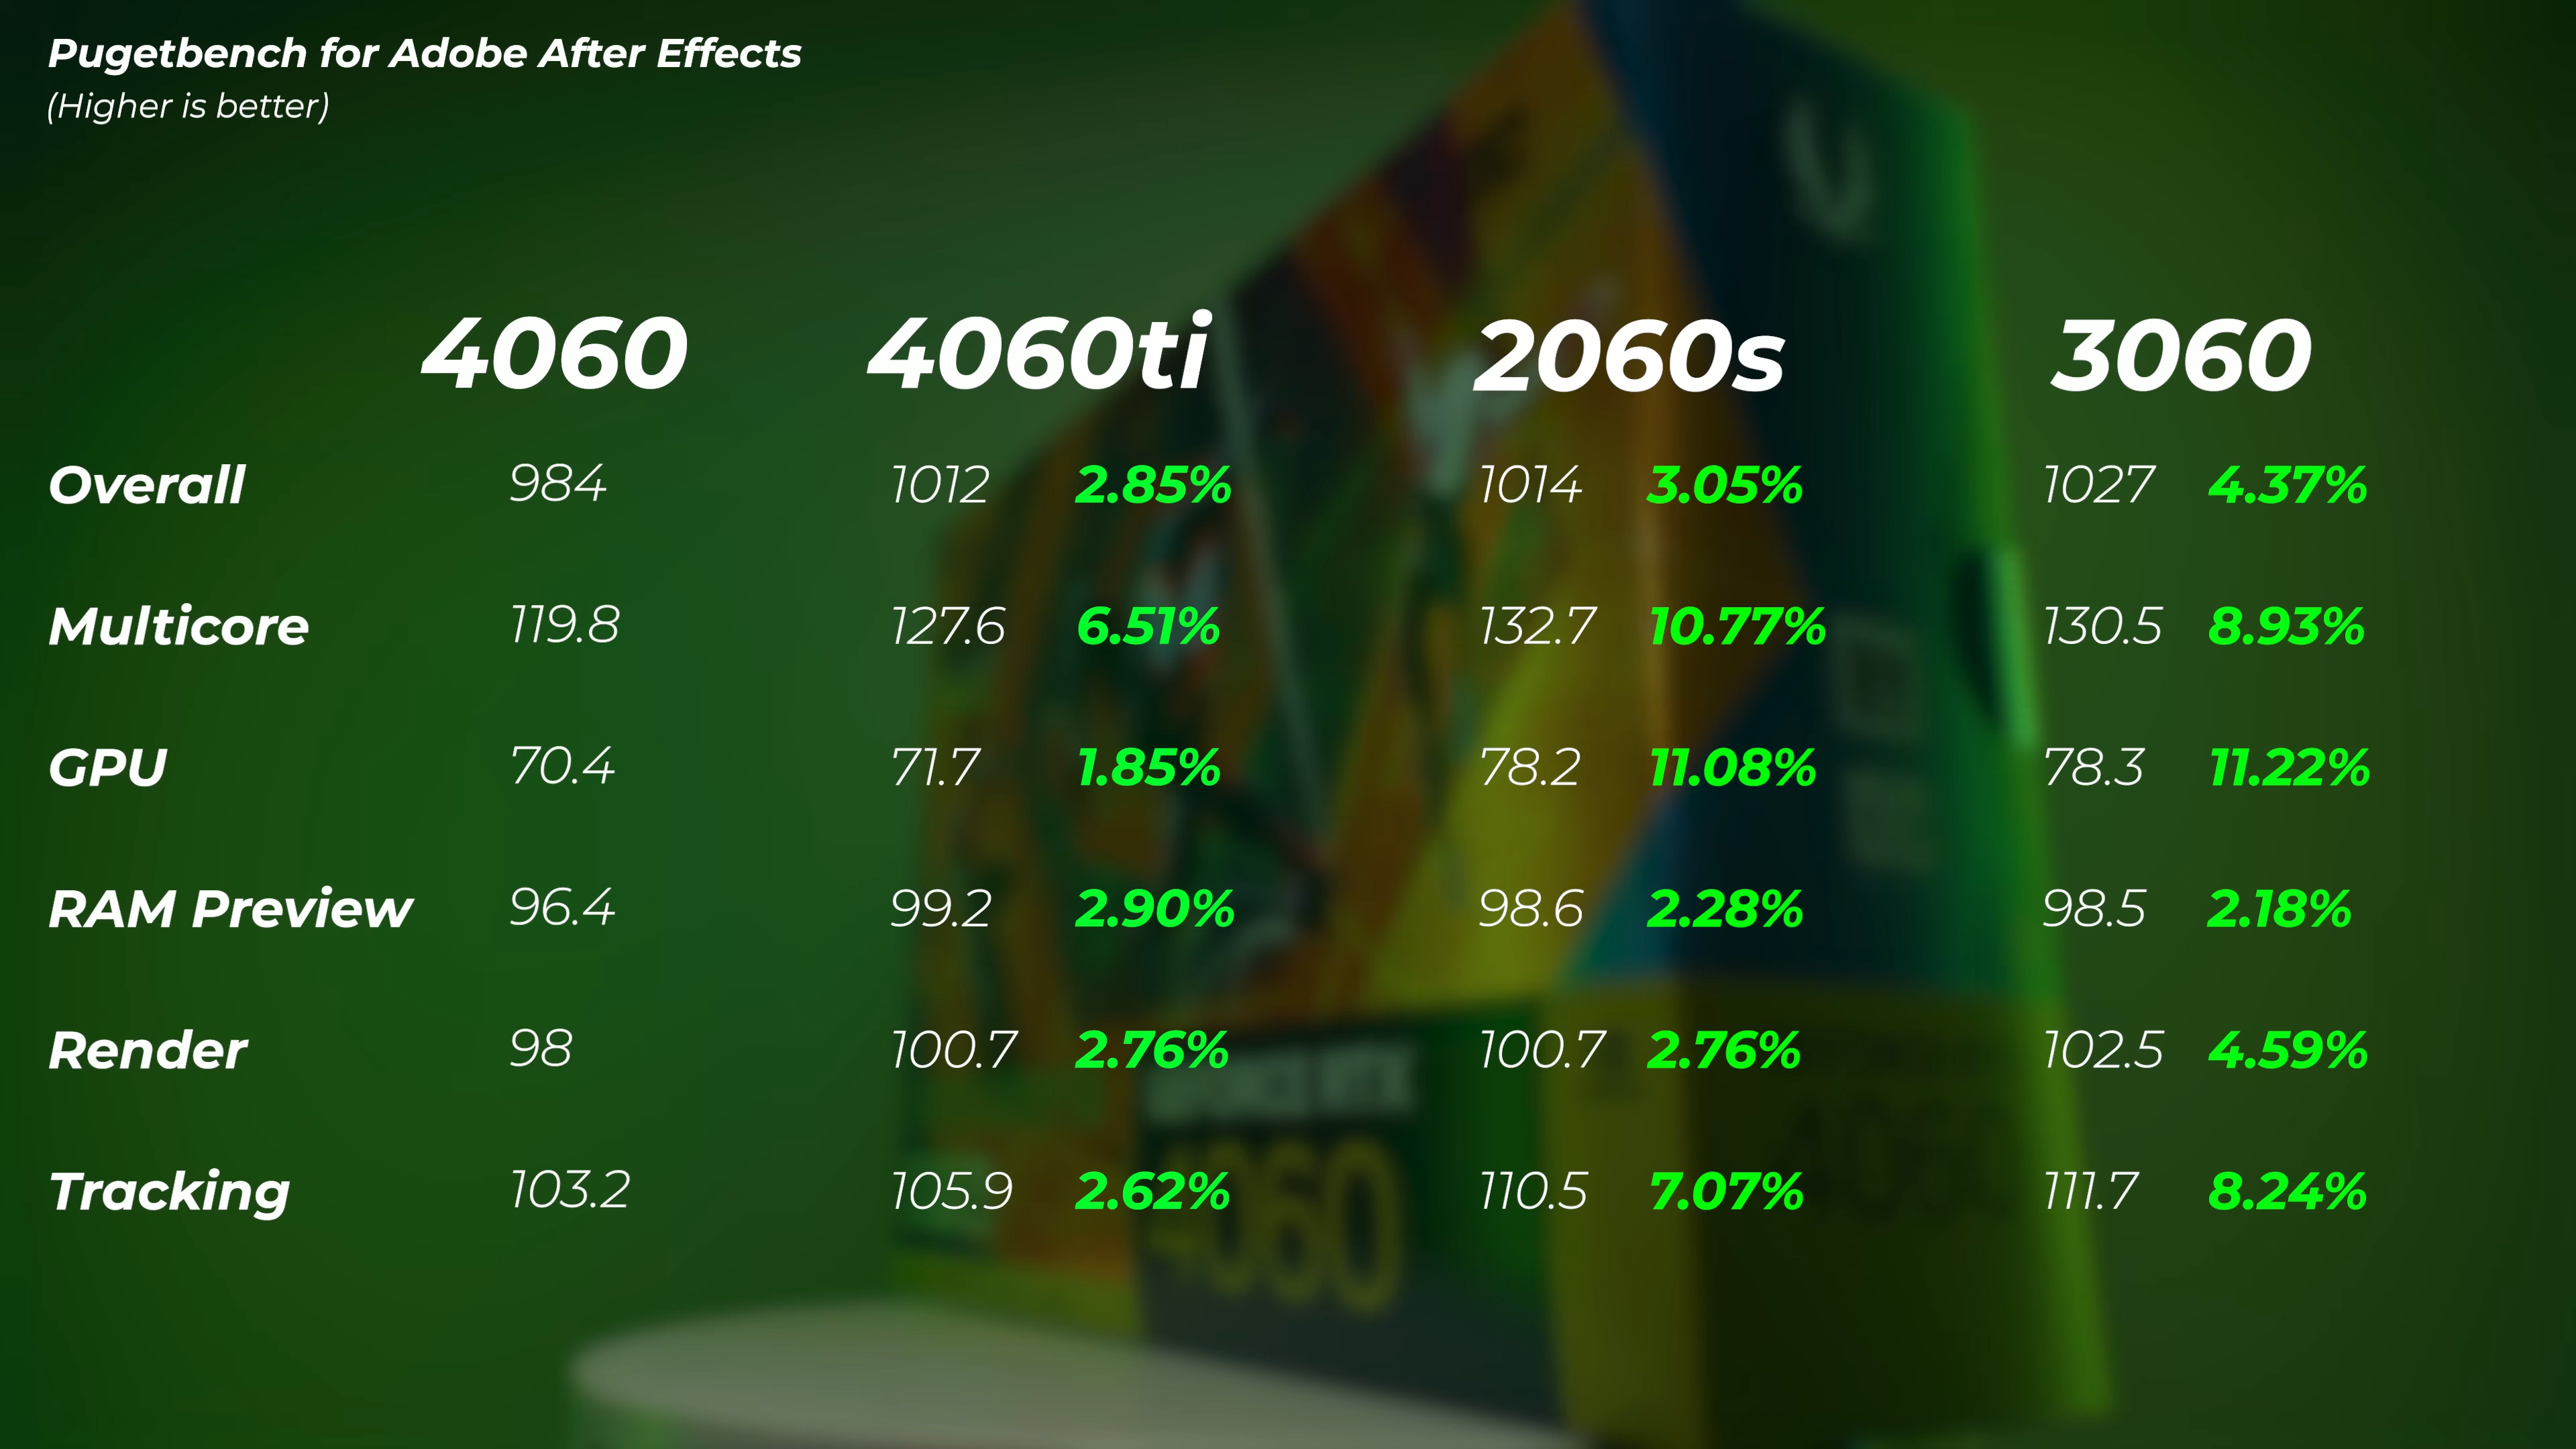 Pugetbench for Adobe After Effects
(Higher is better)
4060 4060ti 2060s 3060
Overall 984 1012 2.85% 1014 3.05% 1027 4.37%
Multicore 119.8 127.6 6.51% 132.7 10.77% 130.5 8.93%
GPU 70.4 71.7 1.85% 78.2 11.08% 78.3 11.22%
RAM Preview 96.4 99.2 2.90% 98.6 2.28% 98.5 2.18%
Render 98 100.7 2.76% 100.7 2.76% 102.5 4.59%
GEFORCE RTX
Tracking 103.2 105.9 2.62% 110.5 7.07% 111.7 8.24%
4060